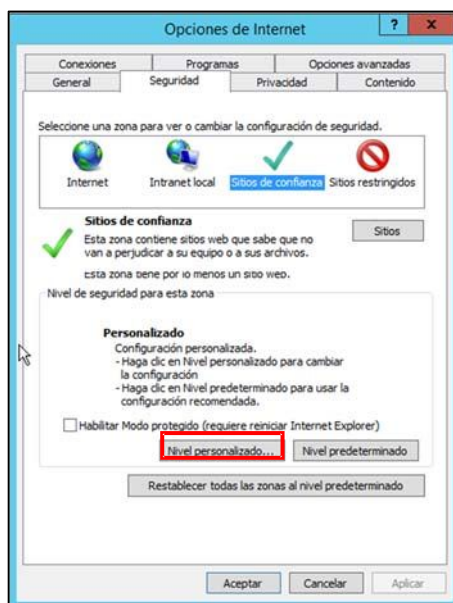 Opciones de Internet
? x
Conexiones Programas Opciones avanzadas
General Seguridad Privacidad Contenido
Seleccione una zona para ver o cambiar la configuración de seguridad.
Internet Intranet local Sitios de confianza Sitios restringidos
Sitios de confianza
Sitios
Esta zona contiene sitios web que sabe que no
van a perjudicar a su equipo o a sus archivos.
Esta zona tiene por lo menos un sitio web.
Nivel de seguridad para esta zona
Personalizado
Configuración personalizada.
- Haga clic en Nivel personalizado para cambiar
la configuración
- Haga clic en Nivel predeterminado para usar la
configuración recomendada.
Habilitar Modo protegido (requiere reiniciar Internet Explorer)
Nivel personalizado... Nivel predeterminado
Restablecer todas las zonas al nivel predeterminado
Aceptar Cancelar Aplicar